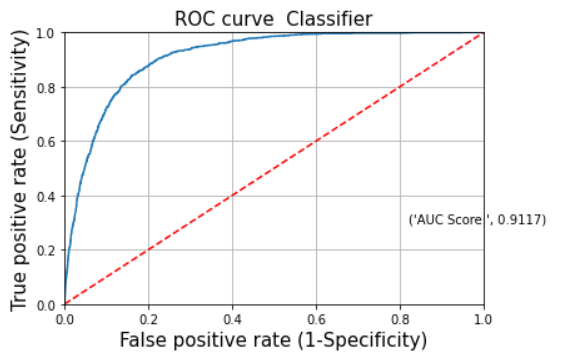 ROC curve  Classifier
True positive rate (Sensitivity)
1.0
0.8
0.6
0.4
0.2
0.0
('AUC Score:', 0.9117)
0.0 0.2 0.4 0.6 0.8 1.0
False positive rate (1-Specificity)